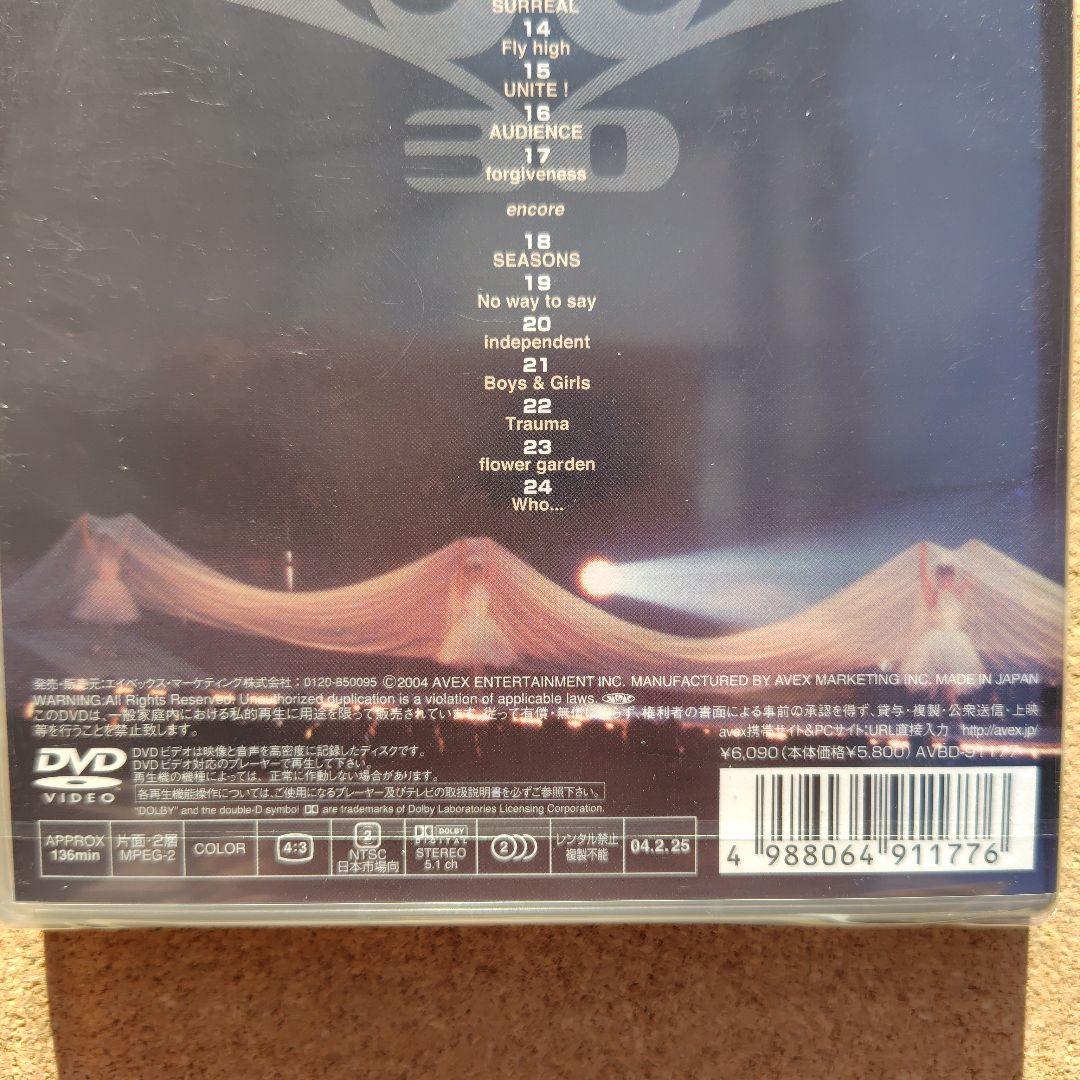 SURREAL
14
Fly high
15
UNITE !
16
AUDIENCE
30
17
forgiveness
encore
18
SEASONS
19
No way to say
20
independent
21
Boys & Girls
22
Trauma
23
flower garden
24
Who...
発売・販売元:エイベックス・マーケティング株式会社:0120-850095 ©2004 AVEX ENTERTAINMENT INC. MANUFACTURED BY AVEX MARKETING INC. MADE IN JAPAN
WARNING:All Rights Reserved. Unauthorized duplication is a violation of applicable laws.
このDVDは、一般家庭内における私的再生に用途を限って販売されています。従って有償・無償にかかわらず、権利者の書面による事前の承認を得ず、貸与・複製・公衆送信・上映
等を行うことを禁止致します。
avex携帯サイト&PCサイト:URL直接入力 http://avex.jp/
¥6,090(本体価格¥5,800) AVBD-91177
DVD
VIDEO
DVDビデオは映像と音声を高密度に記録したディスクです。
DVDビデオ対応のプレーヤーで再生して下さい。
再生機の機種によっては、正常に作動しない場合があります。
各再生機能操作については、ご使用になるプレーヤー及びテレビの取扱説明書を必ずご参照下さい。
"DOLBY" and the double-D symbol are trademarks of Dolby Laboratories Licensing Corporation.
APPROX
136min
片面・2層
MPEG-2
COLOR
4:3
2
NTSC
日本市場向
DOLBY
DIGITAL
STEREO
5.1 ch
2
レンタル禁止
複製不能
04.2.25
4 988064 911776